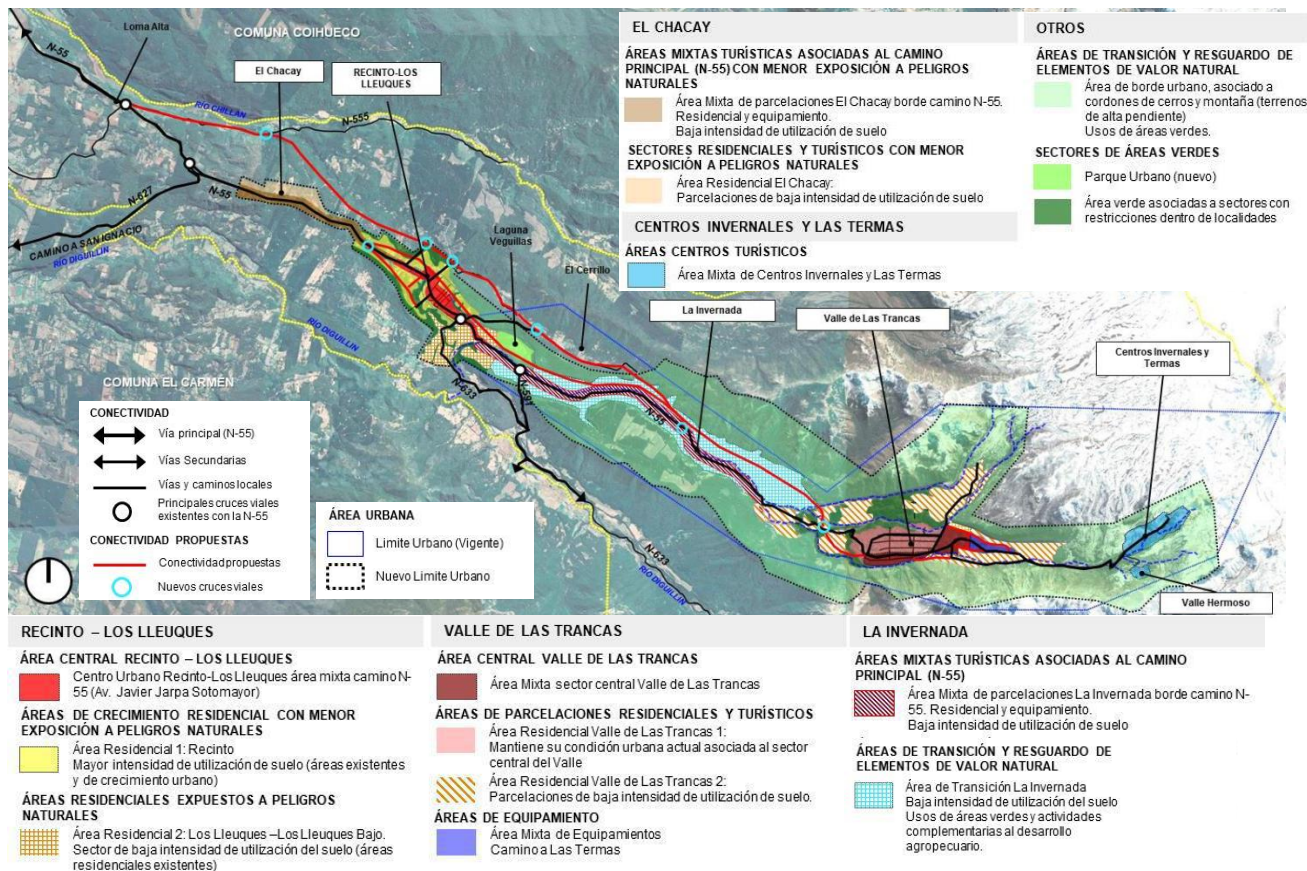 Loma Alta
COMUNA COIHUECO
N-55
El Chacay
RECINTO-LOS
LLEUQUES
RÍO CHILLÁN
N-555
N-627
N-55
CAMINO A SAN IGNACIO
RÍO DIGUILLIN
Laguna
Veguillas
El Cerrillo
La Invernada
Valle de Las Trancas
Centros Invernales y
Termas
RÍO DIGUILLIN
COMUNA EL CARMÉN
N-633
N-591
N-55
N-633
RÍO DIGUILLIN
Valle Hermoso
EL CHACAY
ÁREAS MIXTAS TURÍSTICAS ASOCIADAS AL CAMINO
PRINCIPAL (N-55) CON MENOR EXPOSICIÓN A PELIGROS
NATURALES
Área Mixta de parcelaciones El Chacay borde camino N-55.
Residencial y equipamiento.
Baja intensidad de utilización de suelo
SECTORES RESIDENCIALES Y TURÍSTICOS CON MENOR
EXPOSICIÓN A PELIGROS NATURALES
Área Residencial El Chacay:
Parcelaciones de baja intensidad de utilización de suelo
CENTROS INVERNALES Y LAS TERMAS
ÁREAS CENTROS TURÍSTICOS
Área Mixta de Centros Invernales y Las Termas
OTROS
ÁREAS DE TRANSICIÓN Y RESGUARDO DE
ELEMENTOS DE VALOR NATURAL
Área de borde urbano, asociado a
cordones de cerros y montaña (terrenos
de alta pendiente)
Usos de áreas verdes.
SECTORES DE ÁREAS VERDES
Parque Urbano (nuevo)
Área verde asociadas a sectores con
restricciones dentro de localidades
CONECTIVIDAD
Vía principal (N-55)
Vías Secundarias
Vías y caminos locales
Principales cruces viales
existentes con la N-55
CONECTIVIDAD PROPUESTAS
Conectividad propuestas
Nuevos cruces viales
ÁREA URBANA
Limite Urbano (Vigente)
Nuevo Limite Urbano
RECINTO – LOS LLEUQUES
ÁREA CENTRAL RECINTO – LOS LLEUQUES
Centro Urbano Recinto-Los Lleuques área mixta camino N-
55 (Av. Javier Jarpa Sotomayor)
ÁREAS DE CRECIMIENTO RESIDENCIAL CON MENOR
EXPOSICIÓN A PELIGROS NATURALES
Área Residencial 1: Recinto
Mayor intensidad de utilización de suelo (áreas existentes
y de crecimiento urbano)
ÁREAS RESIDENCIALES EXPUESTOS A PELIGROS
NATURALES
Área Residencial 2: Los Lleuques –Los Lleuques Bajo.
Sector de baja intensidad de utilización del suelo (áreas
residenciales existentes)
VALLE DE LAS TRANCAS
ÁREA CENTRAL VALLE DE LAS TRANCAS
Área Mixta sector central Valle de Las Trancas
ÁREAS DE PARCELACIONES RESIDENCIALES Y TURÍSTICOS
Área Residencial Valle de Las Trancas 1:
Mantiene su condición urbana actual asociada al sector
central del Valle
Área Residencial Valle de Las Trancas 2:
Parcelaciones de baja intensidad de utilización de suelo.
ÁREAS DE EQUIPAMIENTO
Área Mixta de Equipamientos
Camino a Las Termas
LA INVERNADA
ÁREAS MIXTAS TURÍSTICAS ASOCIADAS AL CAMINO
PRINCIPAL (N-55)
Área Mixta de parcelaciones La Invernada borde camino N-
55. Residencial y equipamiento.
Baja intensidad de utilización de suelo
ÁREAS DE TRANSICIÓN Y RESGUARDO DE
ELEMENTOS DE VALOR NATURAL
Área de Transición La Invernada
Baja intensidad de utilización del suelo
Usos de áreas verdes y actividades
complementarias al desarrollo
agropecuario.